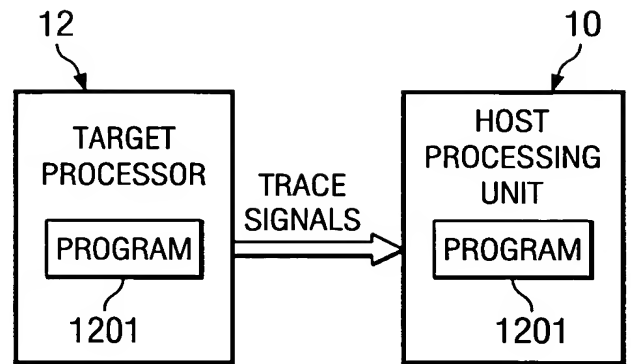 12
10
TARGET
PROCESSOR
PROGRAM
1201
TRACE
SIGNALS
HOST
PROCESSING
UNIT
PROGRAM
1201